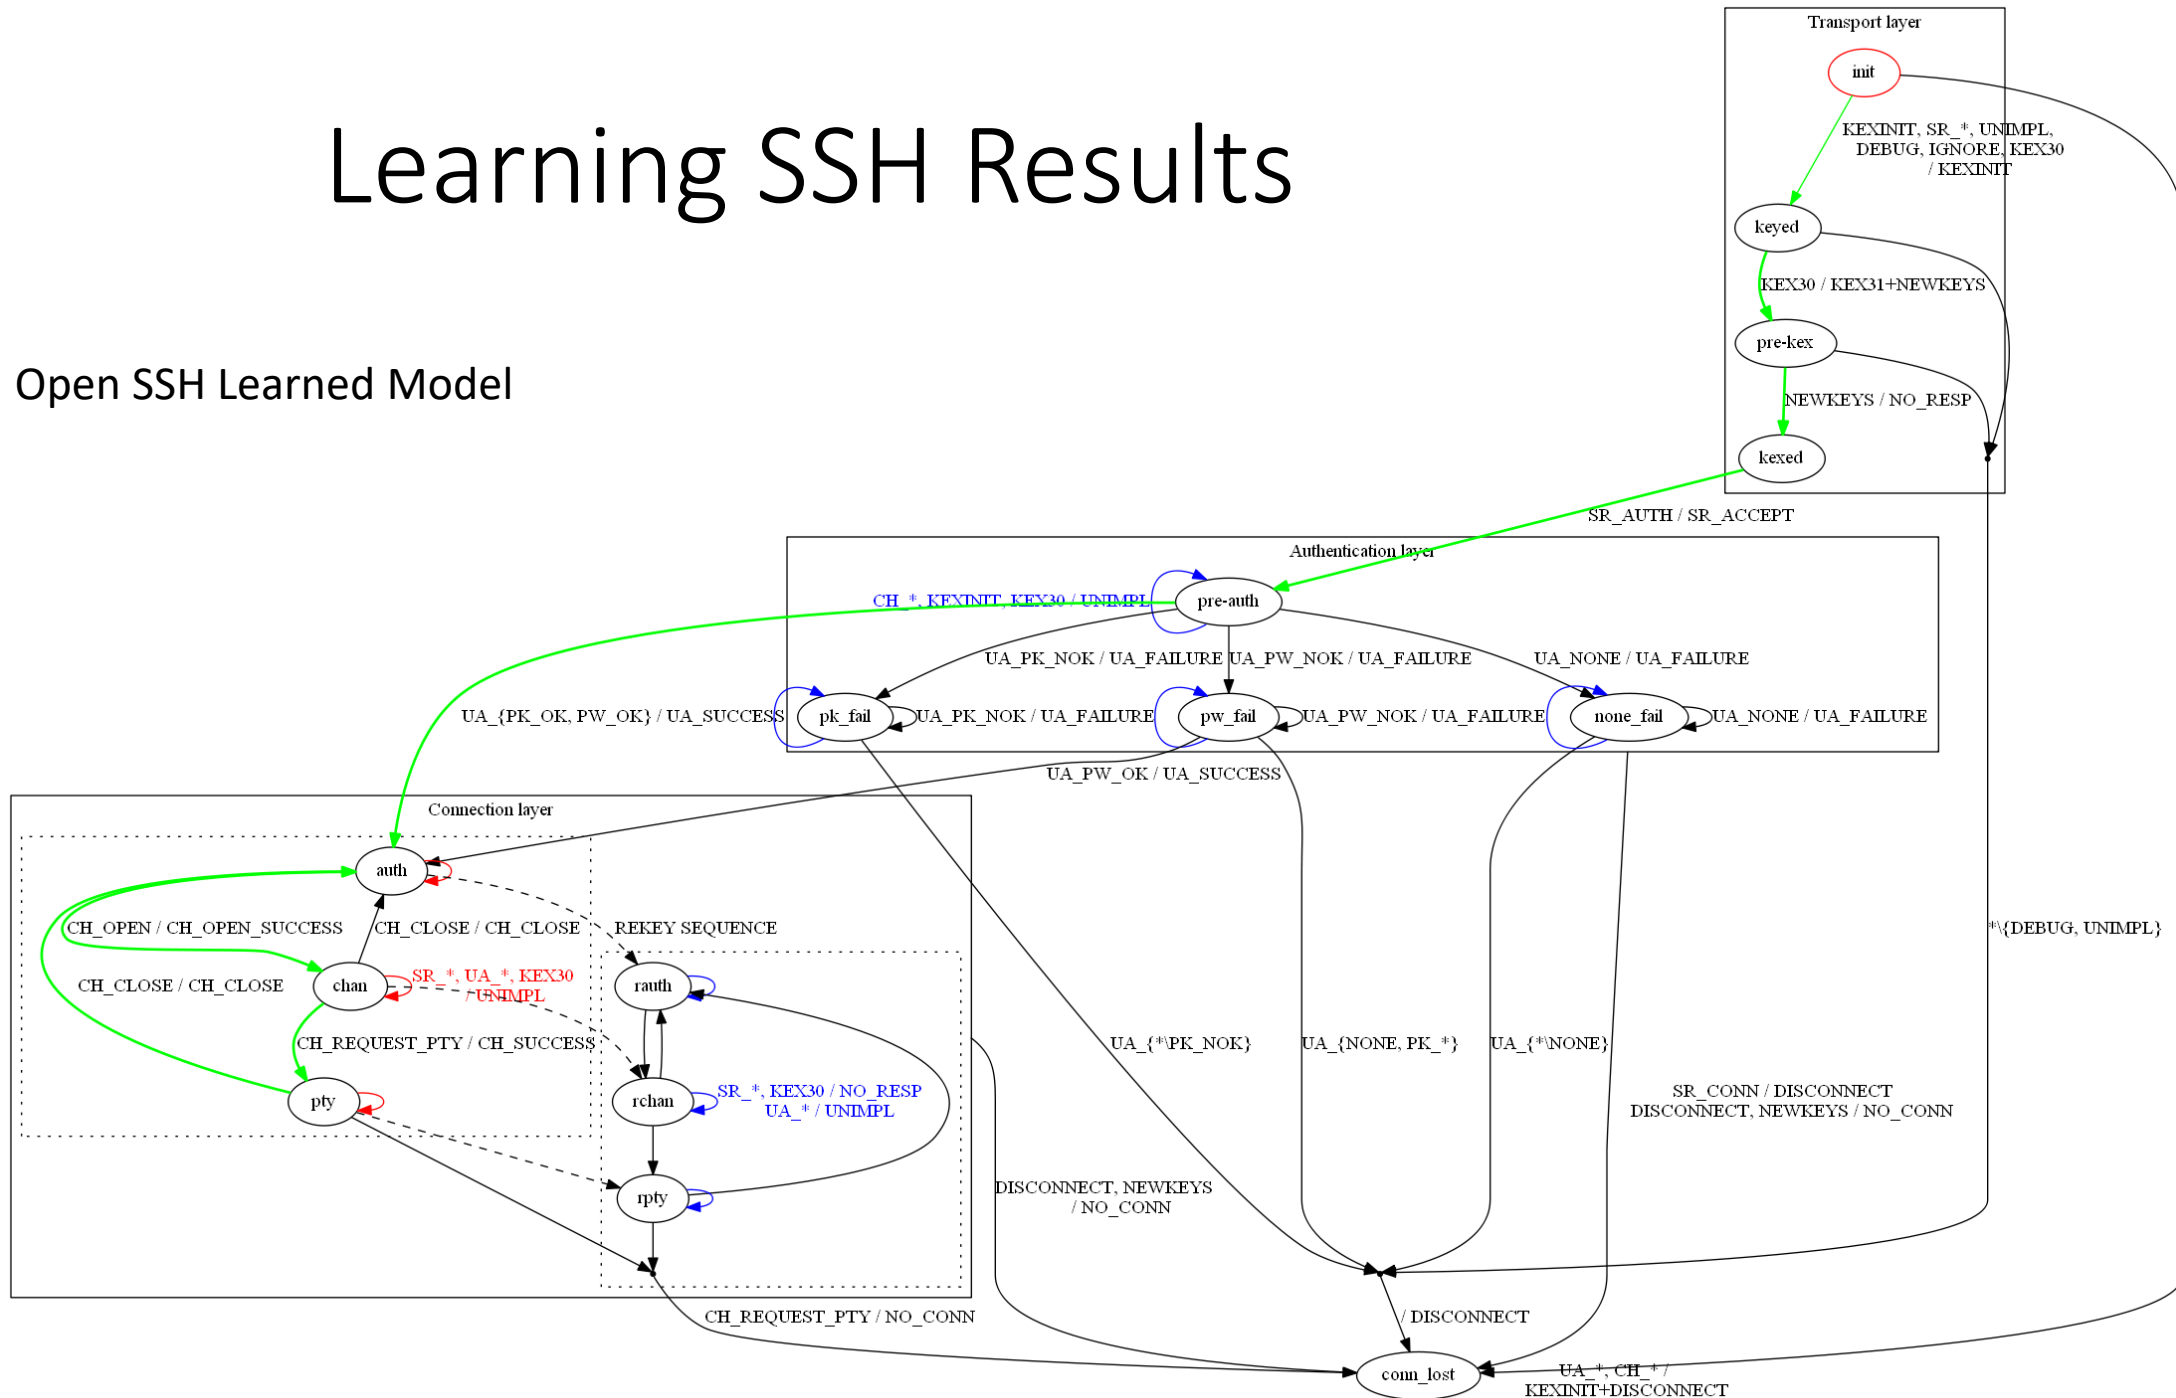 Learning SSH Results
Open SSH Learned Model
Transport layer
init
KEXINIT, SR_*, UNIMPL,
DEBUG, IGNORE, KEX30
/ KEXINIT
keyed
KEX30 / KEX31+NEWKEYS
pre-kex
NEWKEYS / NO_RESP
kexed
SR_AUTH / SR_ACCEPT
Authentication layer
CH_*, KEXINIT, KEX30 / UNIMPL
pre-auth
UA_PK_NOK / UA_FAILURE
UA_PW_NOK / UA_FAILURE
UA_NONE / UA_FAILURE
UA_{PK_OK, PW_OK} / UA_SUCCESS
pk_fail
UA_PK_NOK / UA_FAILURE
pw_fail
UA_PW_NOK / UA_FAILURE
none_fail
UA_NONE / UA_FAILURE
UA_PW_OK / UA_SUCCESS
Connection layer
auth
CH_OPEN / CH_OPEN_SUCCESS
CH_CLOSE / CH_CLOSE
REKEY SEQUENCE
*\{DEBUG, UNIMPL}
CH_CLOSE / CH_CLOSE
chan
SR_*, UA_*, KEX30
/ UNIMPL
rauth
CH_REQUEST_PTY / CH_SUCCESS
UA_{*\PK_NOK}
UA_{NONE, PK_*}
UA_{*\NONE}
pty
rchan
SR_*, KEX30 / NO_RESP
UA_* / UNIMPL
SR_CONN / DISCONNECT
DISCONNECT, NEWKEYS / NO_CONN
rpty
DISCONNECT, NEWKEYS
/ NO_CONN
CH_REQUEST_PTY / NO_CONN
/ DISCONNECT
conn_lost
UA_*, CH_* /
KEXINIT+DISCONNECT